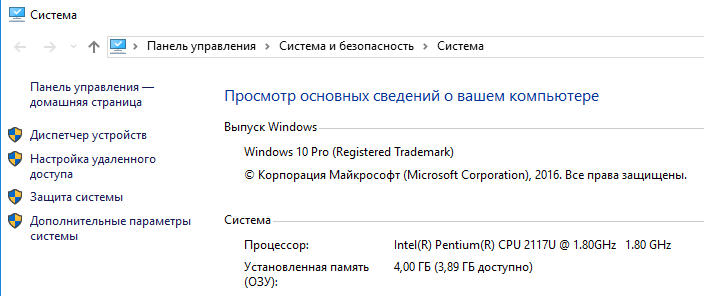 Система
Панель управления > Система и безопасность > Система
Панель управления —
домашняя страница
Диспетчер устройств
Настройка удаленного
доступа
Защита системы
Дополнительные параметры
системы
Просмотр основных сведений о вашем компьютере
Выпуск Windows
Windows 10 Pro (Registered Trademark)
© Корпорация Майкрософт (Microsoft Corporation), 2016. Все права защищены.
Система
Процессор: Intel(R) Pentium(R) CPU 2117U @ 1.80GHz 1.80 GHz
Установленная память 4,00 ГБ (3,89 ГБ доступно)
(ОЗУ):